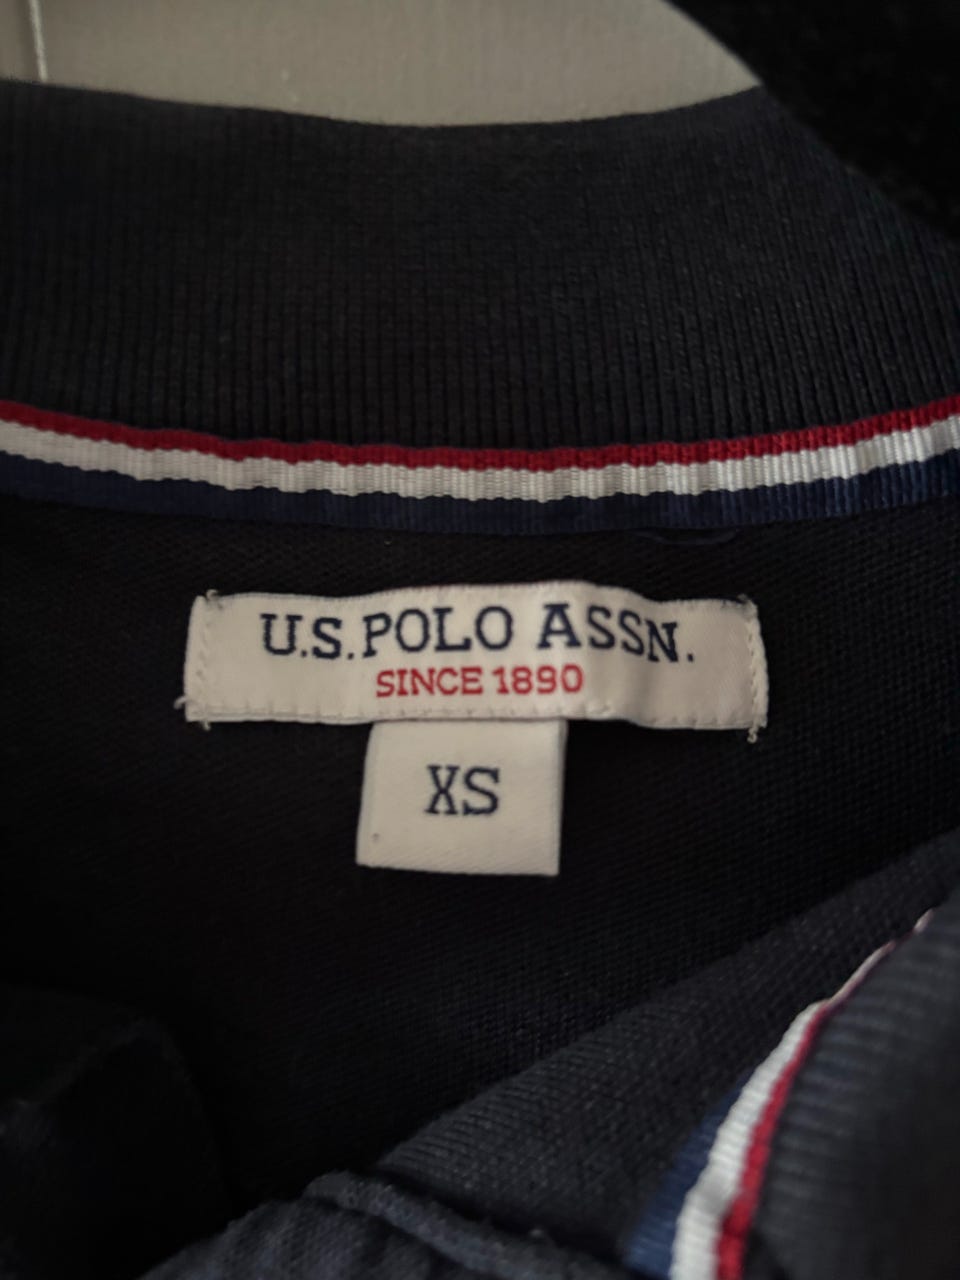 U.S. POLO ASSN.
SINCE 1890
XS